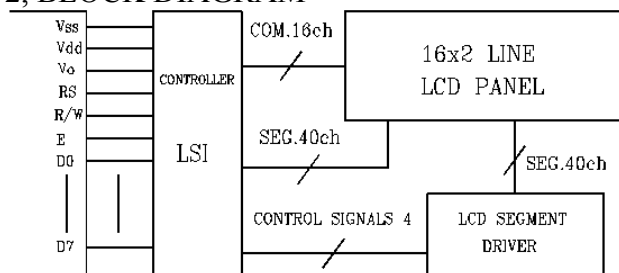 2, BLOCK DIAGRAM
Vss
Vdd
Vo
RS
R/W
E
D0
D7
CONTROLLER
LSI
COM.16ch
SEG.40ch
CONTROL SIGNALS 4
16x2 LINE
LCD PANEL
SEG.40ch
LCD SEGMENT
DRIVER